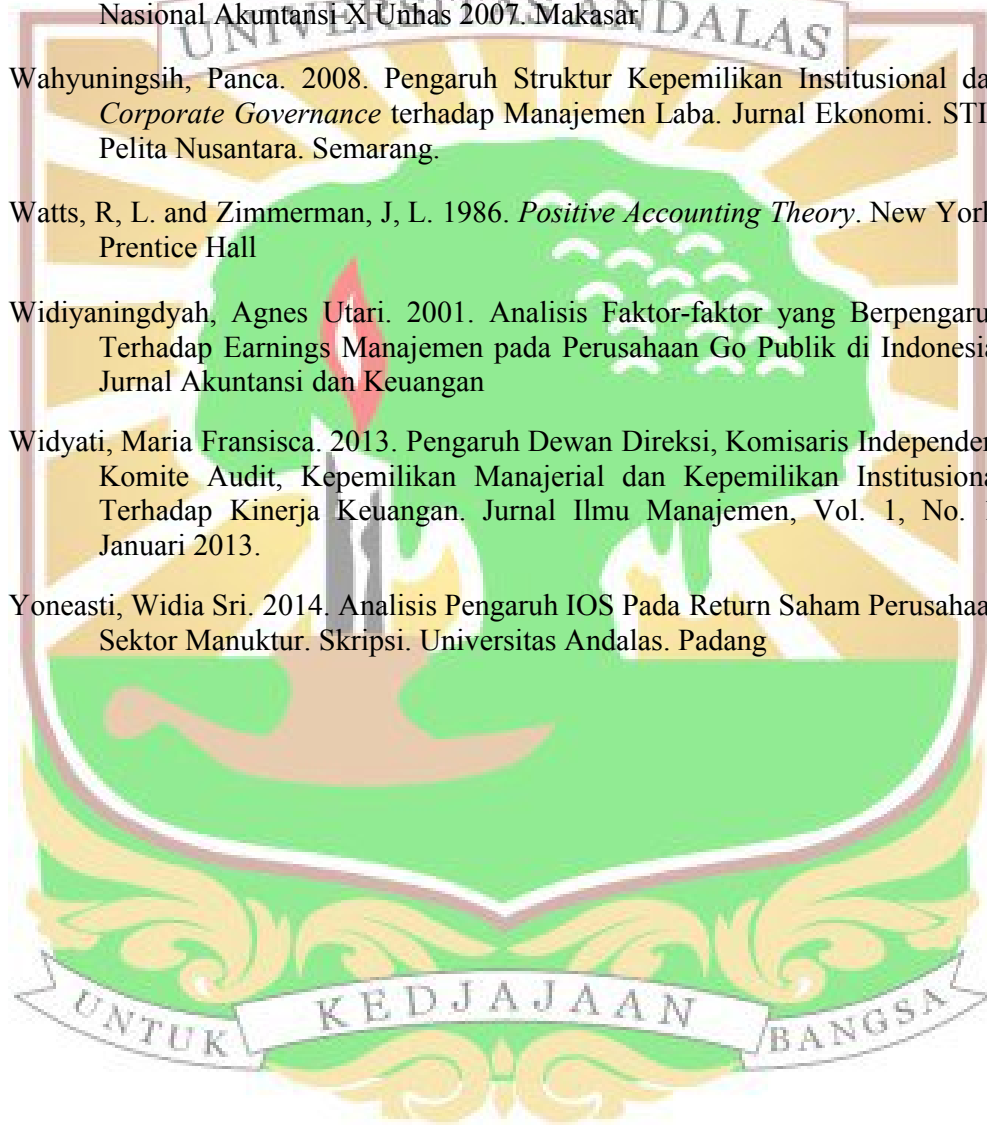 Nasional Akuntansi X Unhas 2007. Makasar
UNIVERSITAS ANDALAS
Wahyuningsih, Panca. 2008. Pengaruh Struktur Kepemilikan Institusional da
Corporate Governance terhadap Manajemen Laba. Jurnal Ekonomi. STI
Pelita Nusantara. Semarang.
Watts, R, L. and Zimmerman, J, L. 1986. Positive Accounting Theory. New York
Prentice Hall
Widiyaningdyah, Agnes Utari. 2001. Analisis Faktor-faktor yang Berpengaru
Terhadap Earnings Manajemen pada Perusahaan Go Publik di Indonesia
Jurnal Akuntansi dan Keuangan
Widyati, Maria Fransisca. 2013. Pengaruh Dewan Direksi, Komisaris Independen
Komite Audit, Kepemilikan Manajerial dan Kepemilikan Institusiona
Terhadap Kinerja Keuangan. Jurnal Ilmu Manajemen, Vol. 1, No. 1
Januari 2013.
Yoneasti, Widia Sri. 2014. Analisis Pengaruh IOS Pada Return Saham Perusahaa
Sektor Manuktur. Skripsi. Universitas Andalas. Padang
UNTUK KEDJAJAAN BANGSA